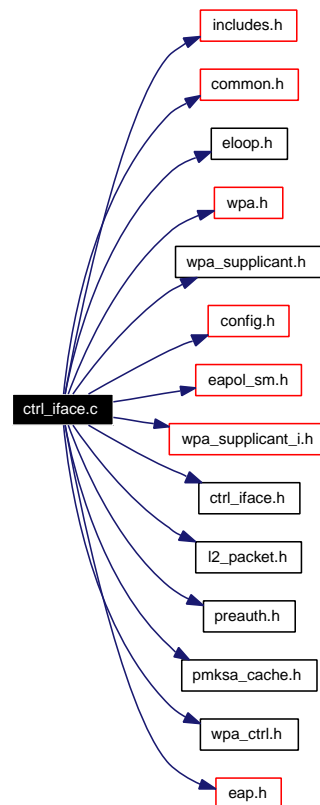 includes.h
common.h
eloop.h
wpa.h
wpa_supplicant.h
config.h
eapol_sm.h
ctrl_iface.c
wpa_supplicant_i.h
ctrl_iface.h
l2_packet.h
preauth.h
pmksa_cache.h
wpa_ctrl.h
eap.h